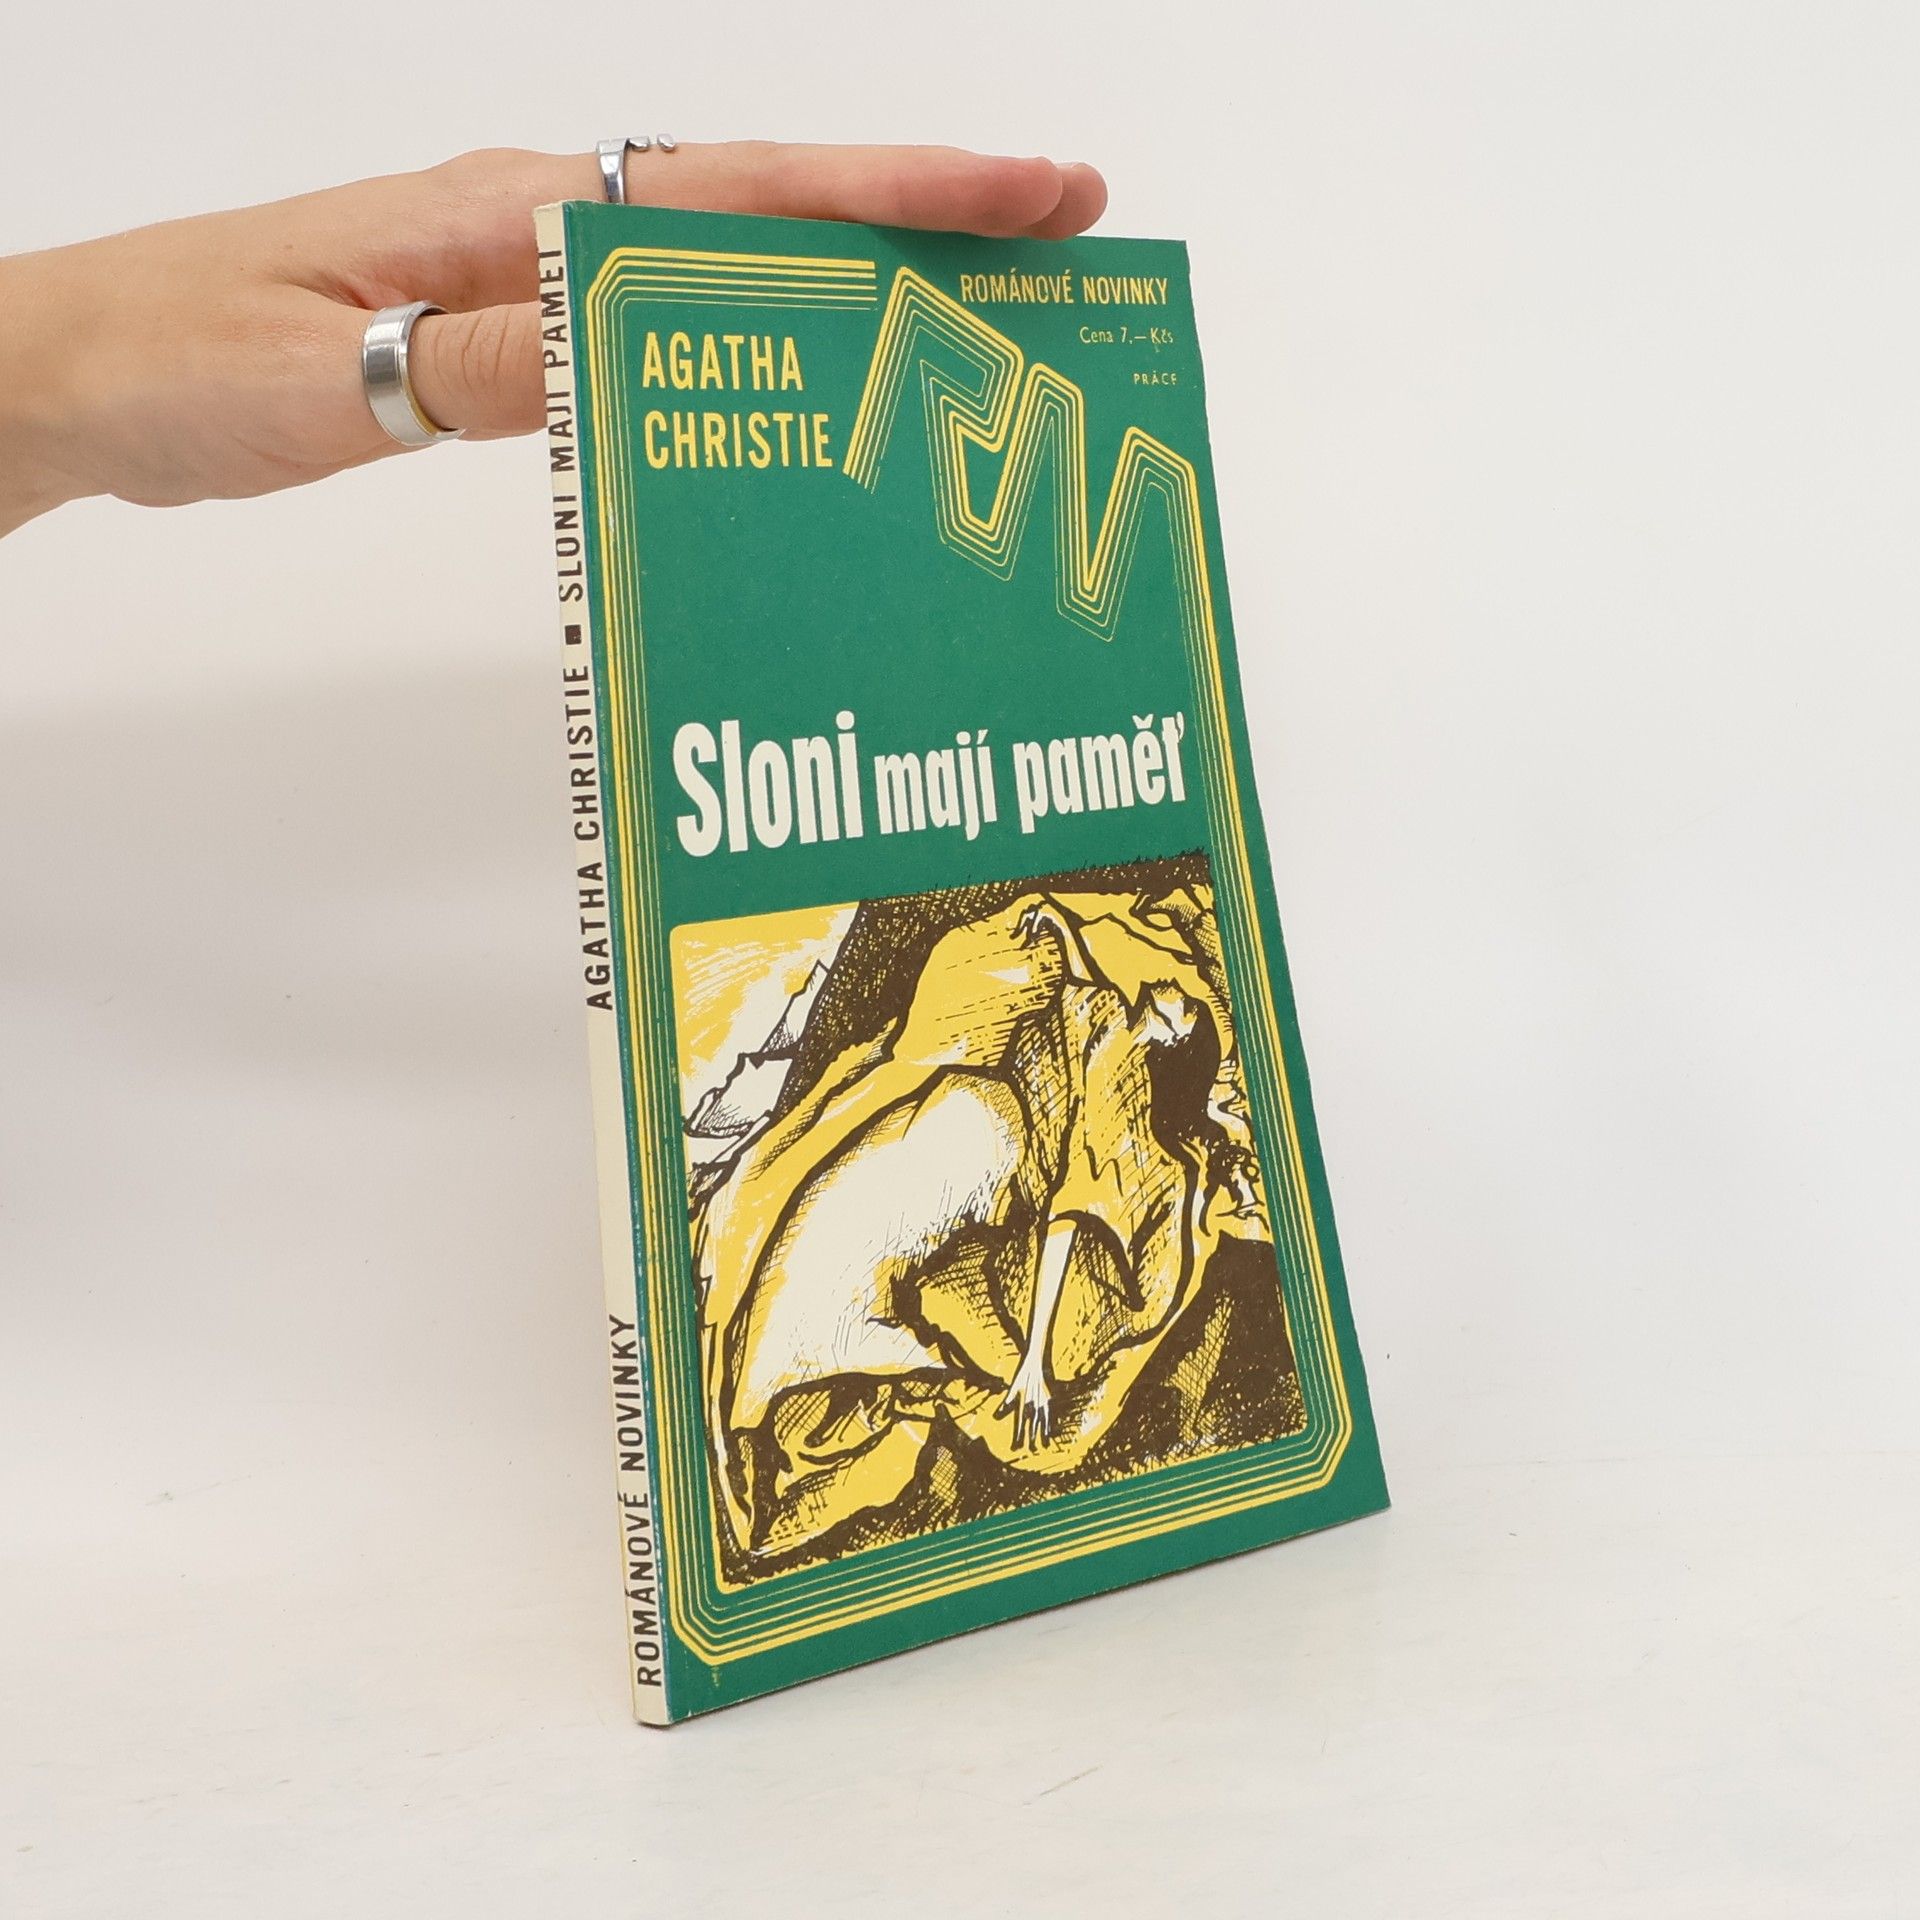 ROMÁNOVÉ NOVINKY
Cena 7,— Kčs
PRÁCE
AGATHA
CHRISTIE
Sloni mají paměť
ROMÁNOVÉ NOVINKY AGATHA CHRISTIE ■ SLONI MAJÍ PAMĚŤ